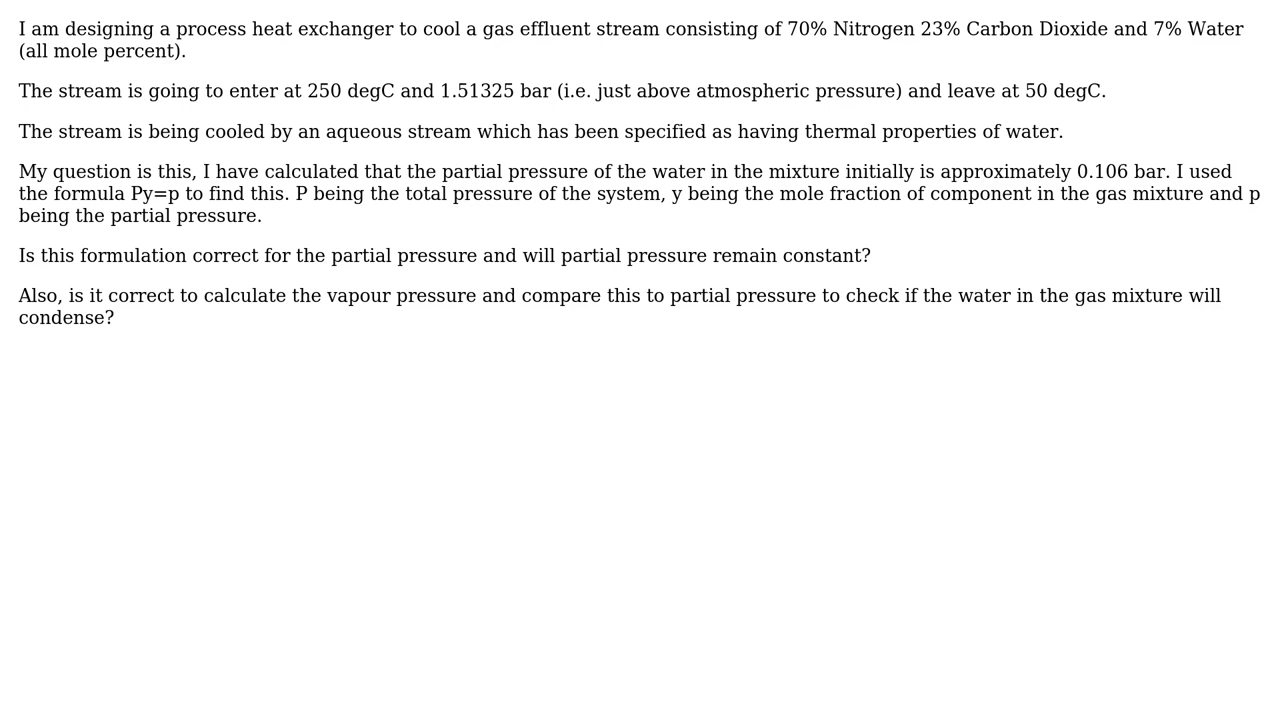 I am designing a process heat exchanger to cool a gas effluent stream consisting of 70% Nitrogen 23% Carbon Dioxide and 7% Water
(all mole percent).
The stream is going to enter at 250 degC and 1.51325 bar (i.e. just above atmospheric pressure) and leave at 50 degC.
The stream is being cooled by an aqueous stream which has been specified as having thermal properties of water.
My question is this, I have calculated that the partial pressure of the water in the mixture initially is approximately 0.106 bar. I used
the formula Py=p to find this. P being the total pressure of the system, y being the mole fraction of component in the gas mixture and p
being the partial pressure.
Is this formulation correct for the partial pressure and will partial pressure remain constant?
Also, is it correct to calculate the vapour pressure and compare this to partial pressure to check if the water in the gas mixture will
condense?